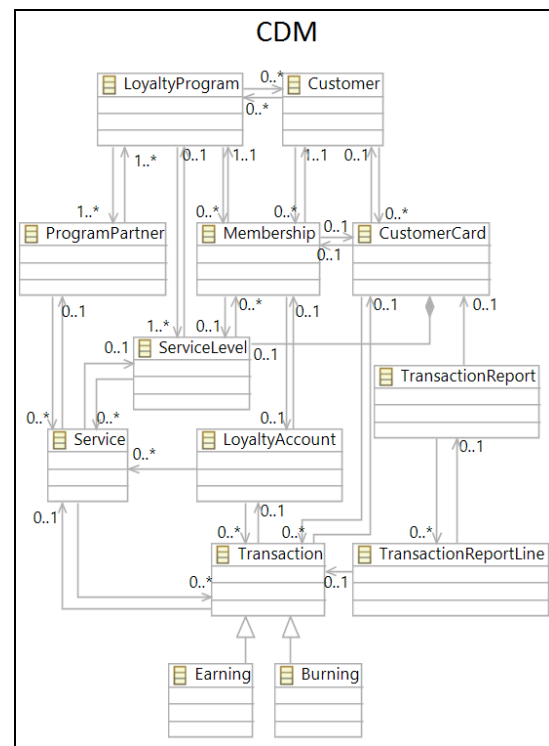 CDM
LoyaltyProgram 0..* Customer
0..*
1..* 0..1 1..1 1..1 0..1
1..* 0..* 0..* 0..*
ProgramPartner Membership 0..1 CustomerCard
0..1
0..1 0..* 0..1 0..1 0..1
1..* 0..1
0..1 ServiceLevel 0..1
TransactionReport
0..* 0..* 0..1
Service LoyaltyAccount
0..* 0..1
0..1 0..* 0..1 0..* 0..*
Transaction TransactionReportLine
0..* 0..1
Earning Burning